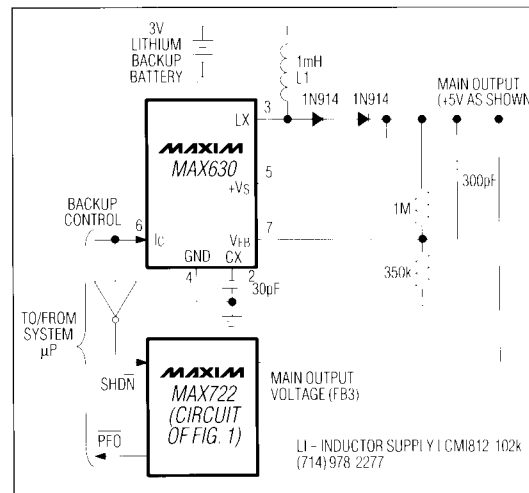 3V
LITHIUM
BACKUP
BATTERY
1mH
L1
1N914 1N914
MAIN OUTPUT
(+5V AS SHOWN
3
LX
MAXIM
MAX630
5
+VS
300pF
BACKUP
CONTROL
6
IC
7
VFB
1M
GND CX
4 2
350k
30pF
TO/FROM
SYSTEM
µP
SHDN
MAXIM
MAX722
(CIRCUIT
OF FIG. 1)
MAIN OUTPUT
VOLTAGE (FB3)
PFO
LI – INDUCTOR SUPPLY LCMI812 102k
(714) 978 2277